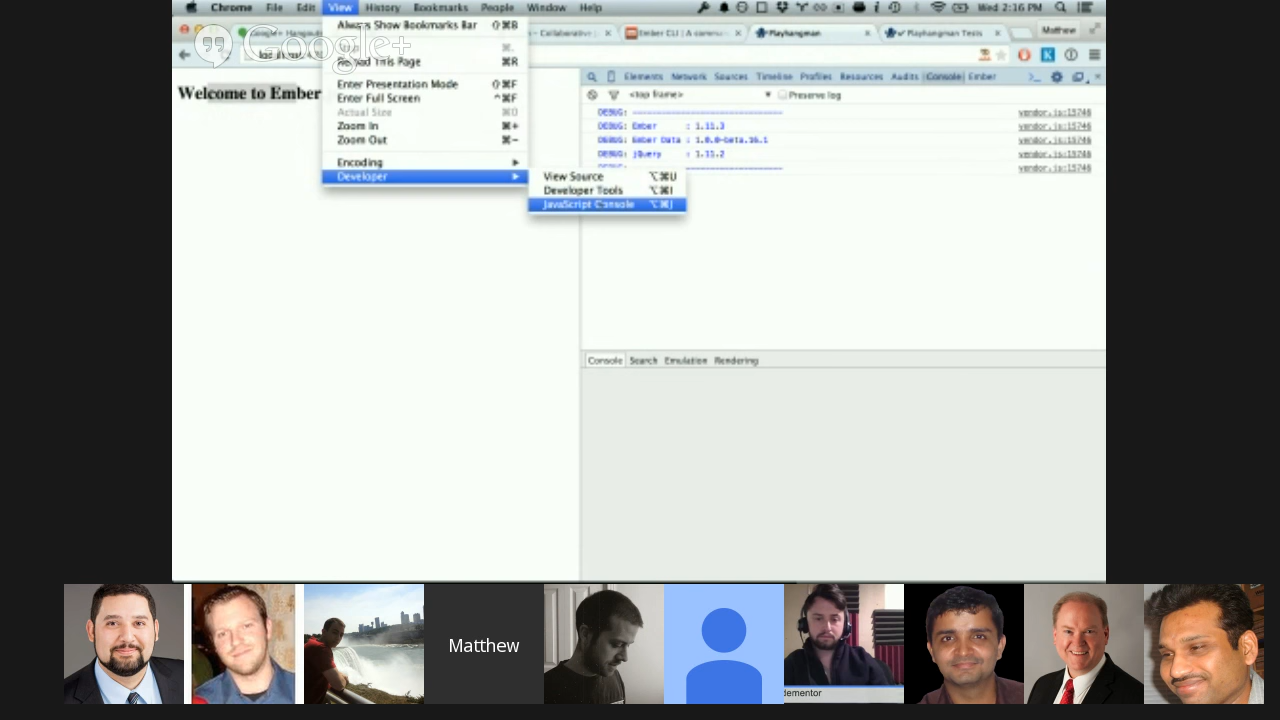 Chrome File Edit View History Bookmarks People Window Help Wed 2:16 PM
Google+
Always Show Bookmarks Bar ⇧⌘B
Stop ⌘.
Reload This Page ⌘R
Enter Presentation Mode ⇧⌘F
Enter Full Screen ^⌘F
Actual Size ⌘0
Zoom In ⌘+
Zoom Out ⌘–
Encoding
Developer
View Source ⌥⌘U
Developer Tools ⌥⌘I
JavaScript Console ⌥⌘J
Ember CLI | A
Playhangman
Playhangman Tests
Matthew
Welcome to Ember
Elements Network Sources Timeline Profiles Resources Audits Console Ember
<top frame> Preserve log
DEBUG: -------------------------------
vendor.js:15746
DEBUG: Ember : 1.11.3
vendor.js:15746
DEBUG: Ember Data : 1.0.0-beta.16.1
vendor.js:15746
DEBUG: jQuery : 1.11.2
vendor.js:15746
vendor.js:15746
Console Search Emulation Rendering
Matthew
dementor